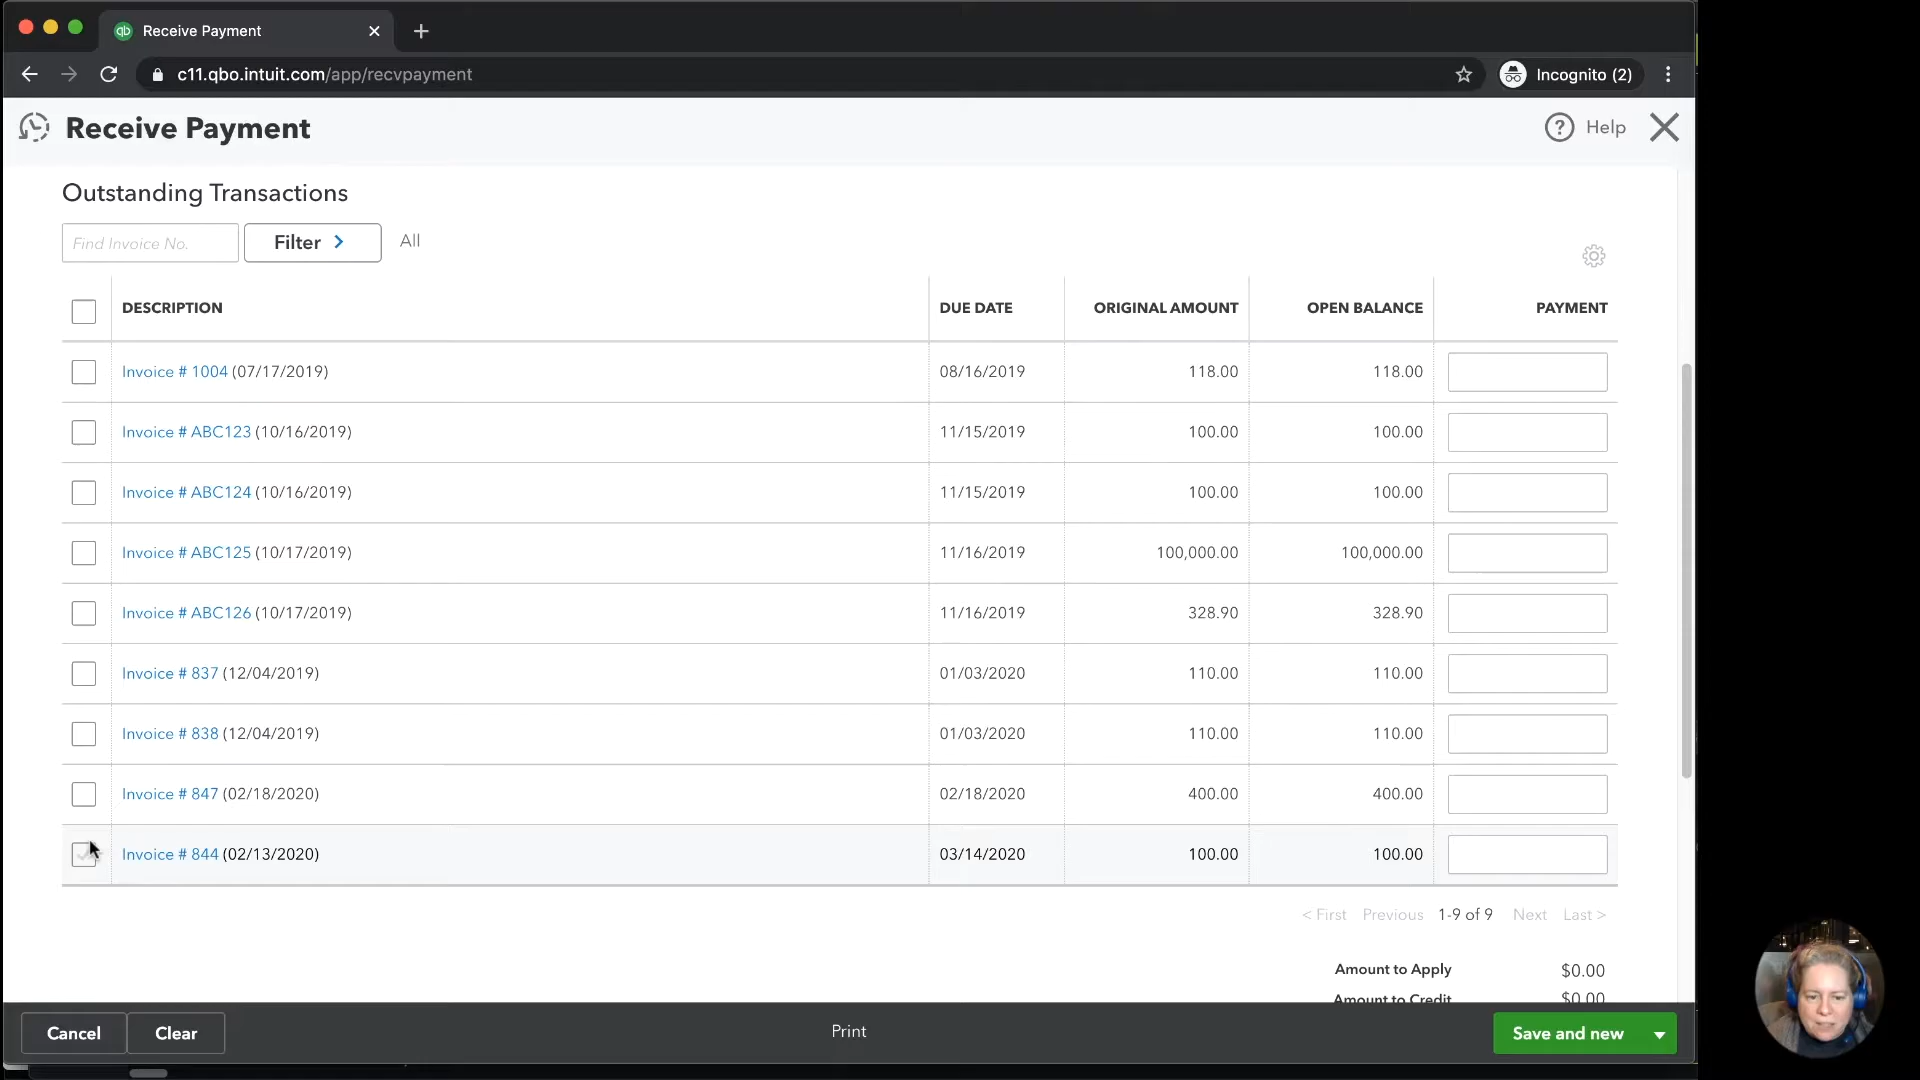 Receive Payment
c11.qbo.intuit.com/app/recvpayment
Incognito (2)
Receive Payment
Help
Outstanding Transactions
Find Invoice No.
Filter
All
DESCRIPTION DUE DATE ORIGINAL AMOUNT OPEN BALANCE PAYMENT
Invoice # 1004 (07/17/2019) 08/16/2019 118.00 118.00
Invoice # ABC123 (10/16/2019) 11/15/2019 100.00 100.00
Invoice # ABC124 (10/16/2019) 11/15/2019 100.00 100.00
Invoice # ABC125 (10/17/2019) 11/16/2019 100,000.00 100,000.00
Invoice # ABC126 (10/17/2019) 11/16/2019 328.90 328.90
Invoice # 837 (12/04/2019) 01/03/2020 110.00 110.00
Invoice # 838 (12/04/2019) 01/03/2020 110.00 110.00
Invoice # 847 (02/18/2020) 02/18/2020 400.00 400.00
Invoice # 844 (02/13/2020) 03/14/2020 100.00 100.00
< First Previous 1-9 of 9 Next Last >
Amount to Apply $0.00
Amount to Credit $0.00
Cancel
Clear
Print
Save and new